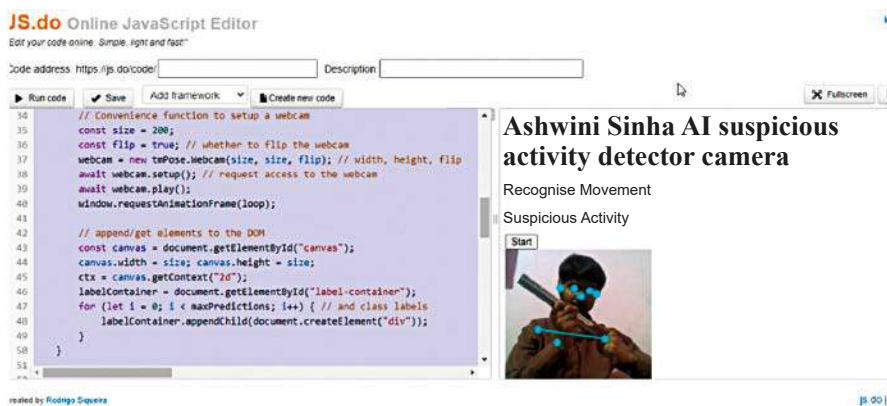 JS.do Online JavaScript Editor
Edit your code online. Simple, light and fast!"
Code address: https://js.do/code/ Description:
Run code Save Add framework Create new code Fullscreen
34 // Convenience function to setup a webcam
35 const size = 200;
36 const flip = true; // whether to flip the webcam
37 webcam = new tmPose.Webcam(size, size, flip); // width, height, flip
38 await webcam.setup(); // request access to the webcam
39 await webcam.play();
40 window.requestAnimationFrame(loop);
41
42 // append/get elements to the DOM
43 const canvas = document.getElementById("canvas");
44 canvas.width = size; canvas.height = size;
45 ctx = canvas.getContext("2d");
46 labelContainer = document.getElementById("label-container");
47 for (let i = 0; i < maxPredictions; i++) { // and class labels
48 labelContainer.appendChild(document.createElement("div"));
49 }
50 }
51
Ashwini Sinha AI suspicious
activity detector camera
Recognise Movement
Suspicious Activity
Start
reated by Rodrigo Siqueira
js.do |